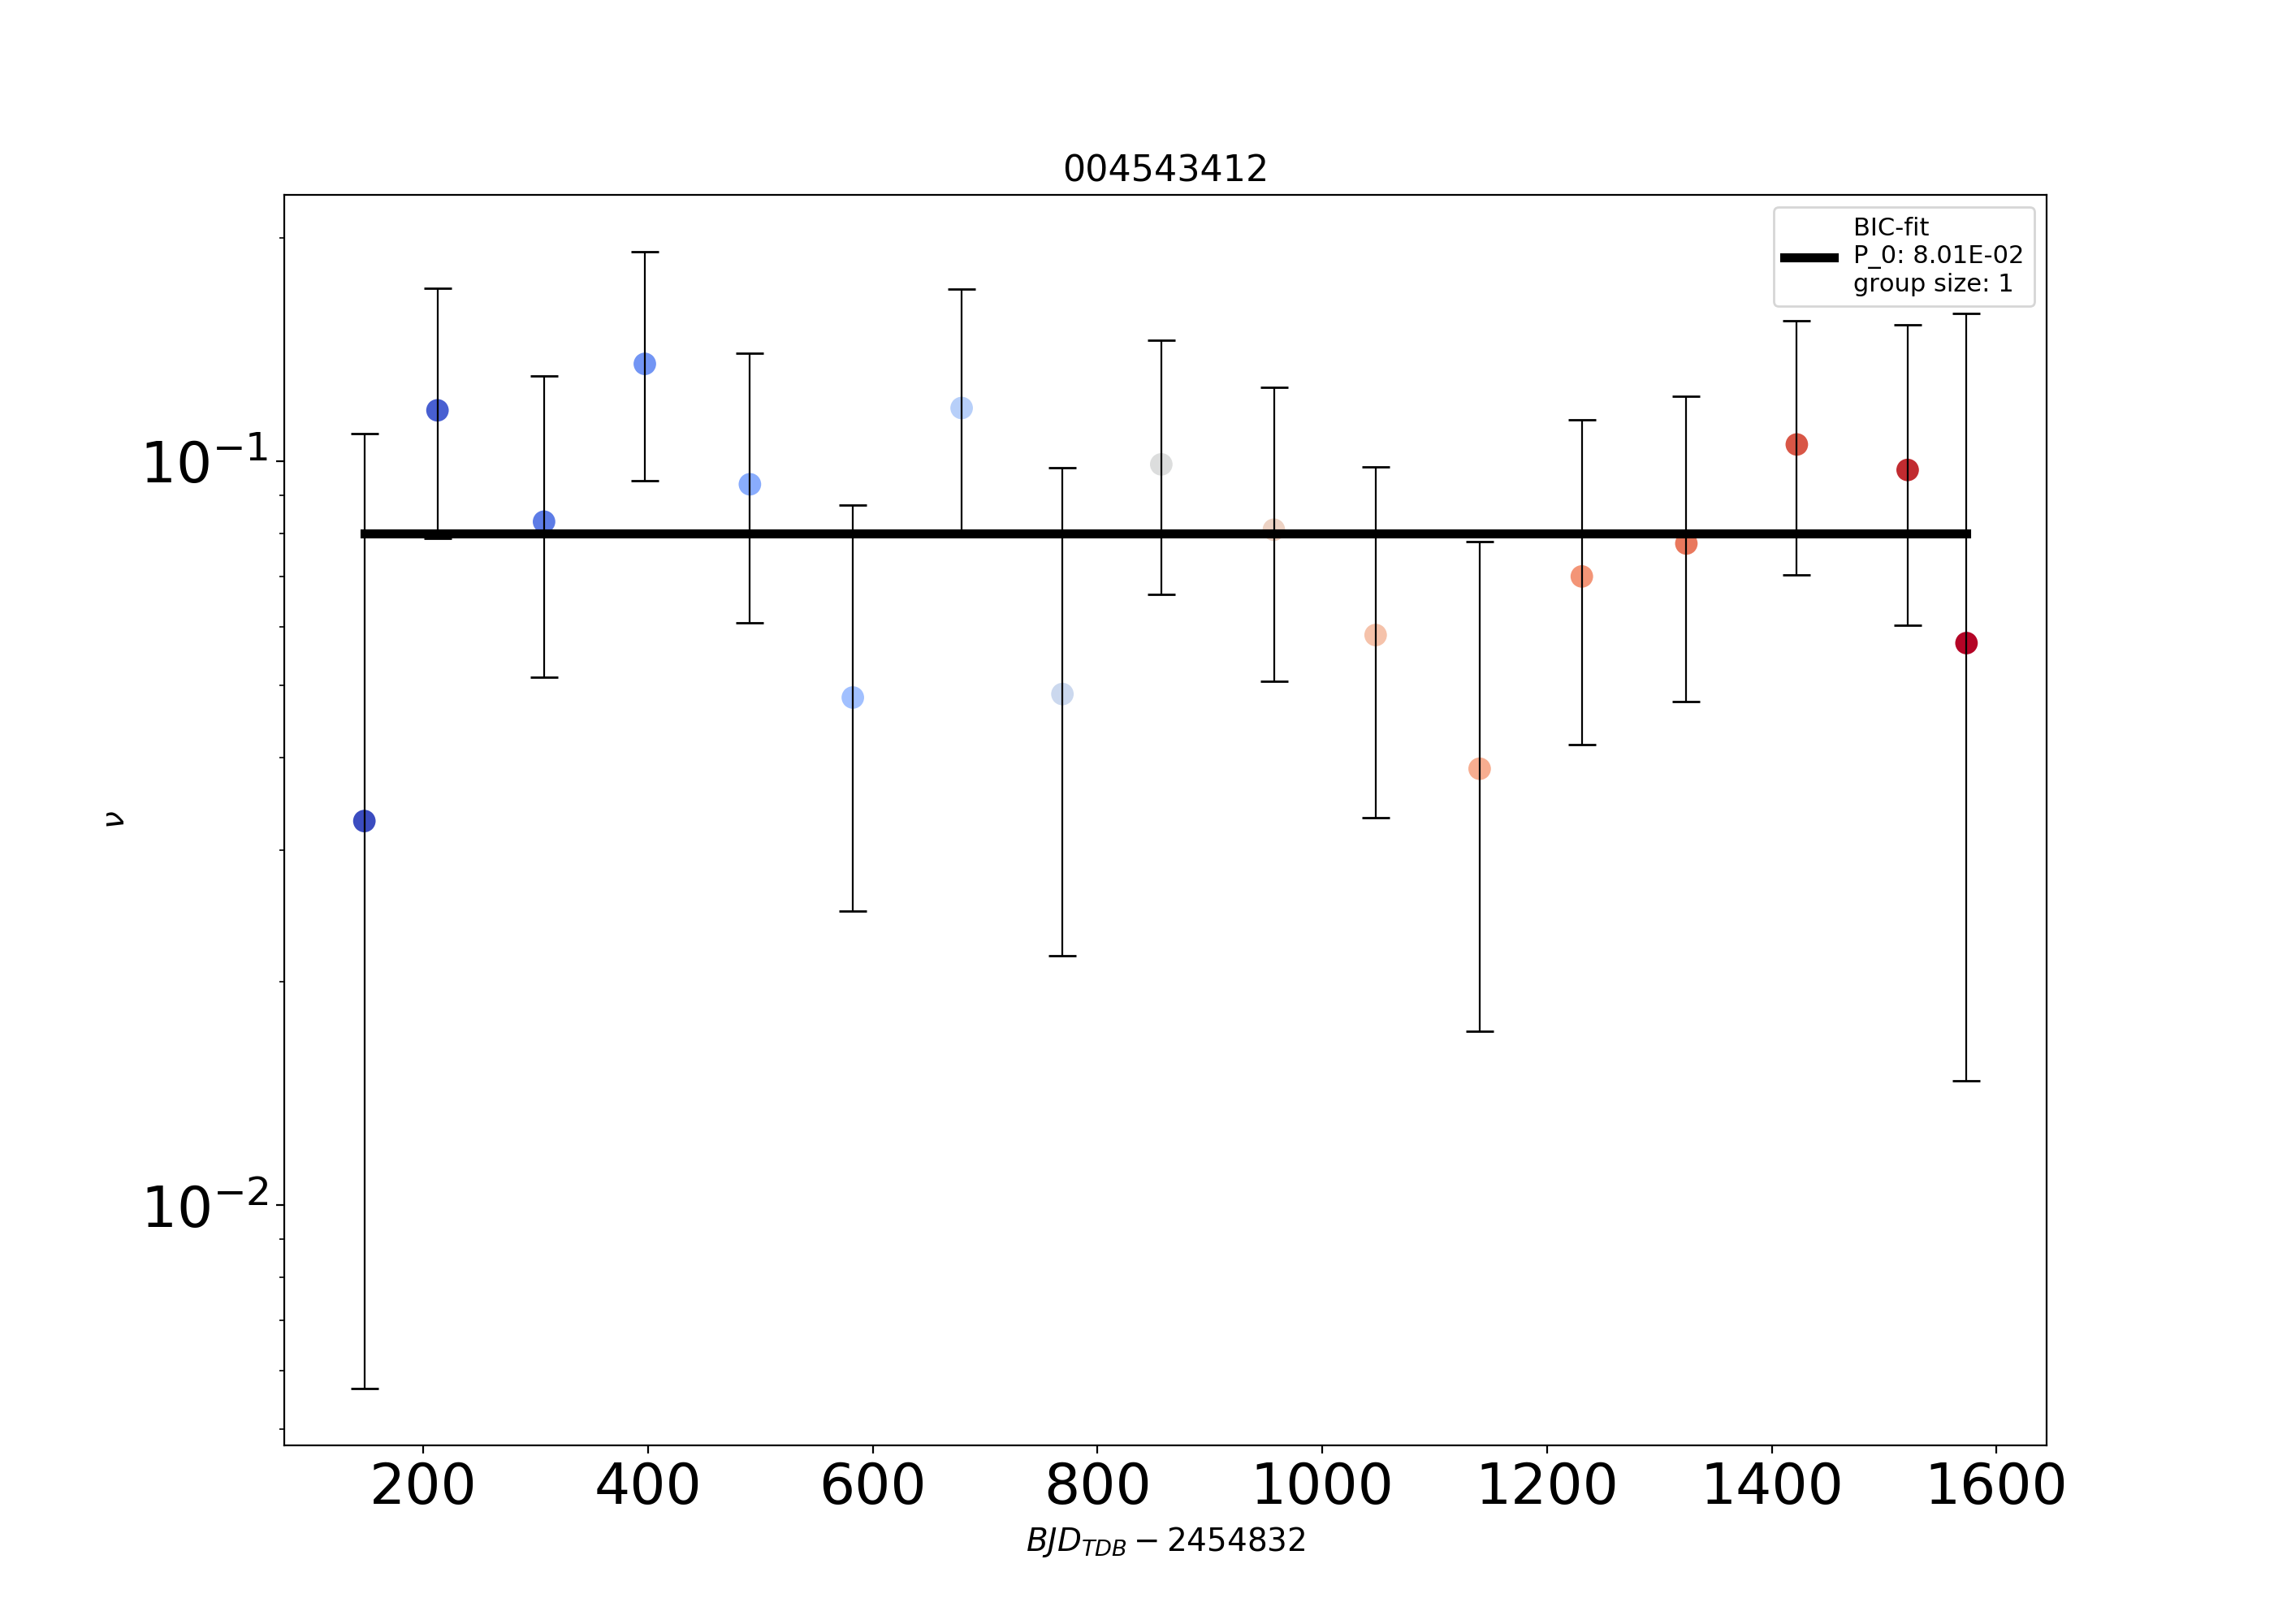 004543412
BIC-fit
P_0: 8.01E-02
group size: 1
10⁻¹
10⁻²
ν
200 400 600 800 1000 1200 1400 1600
BJD_TDB − 2454832